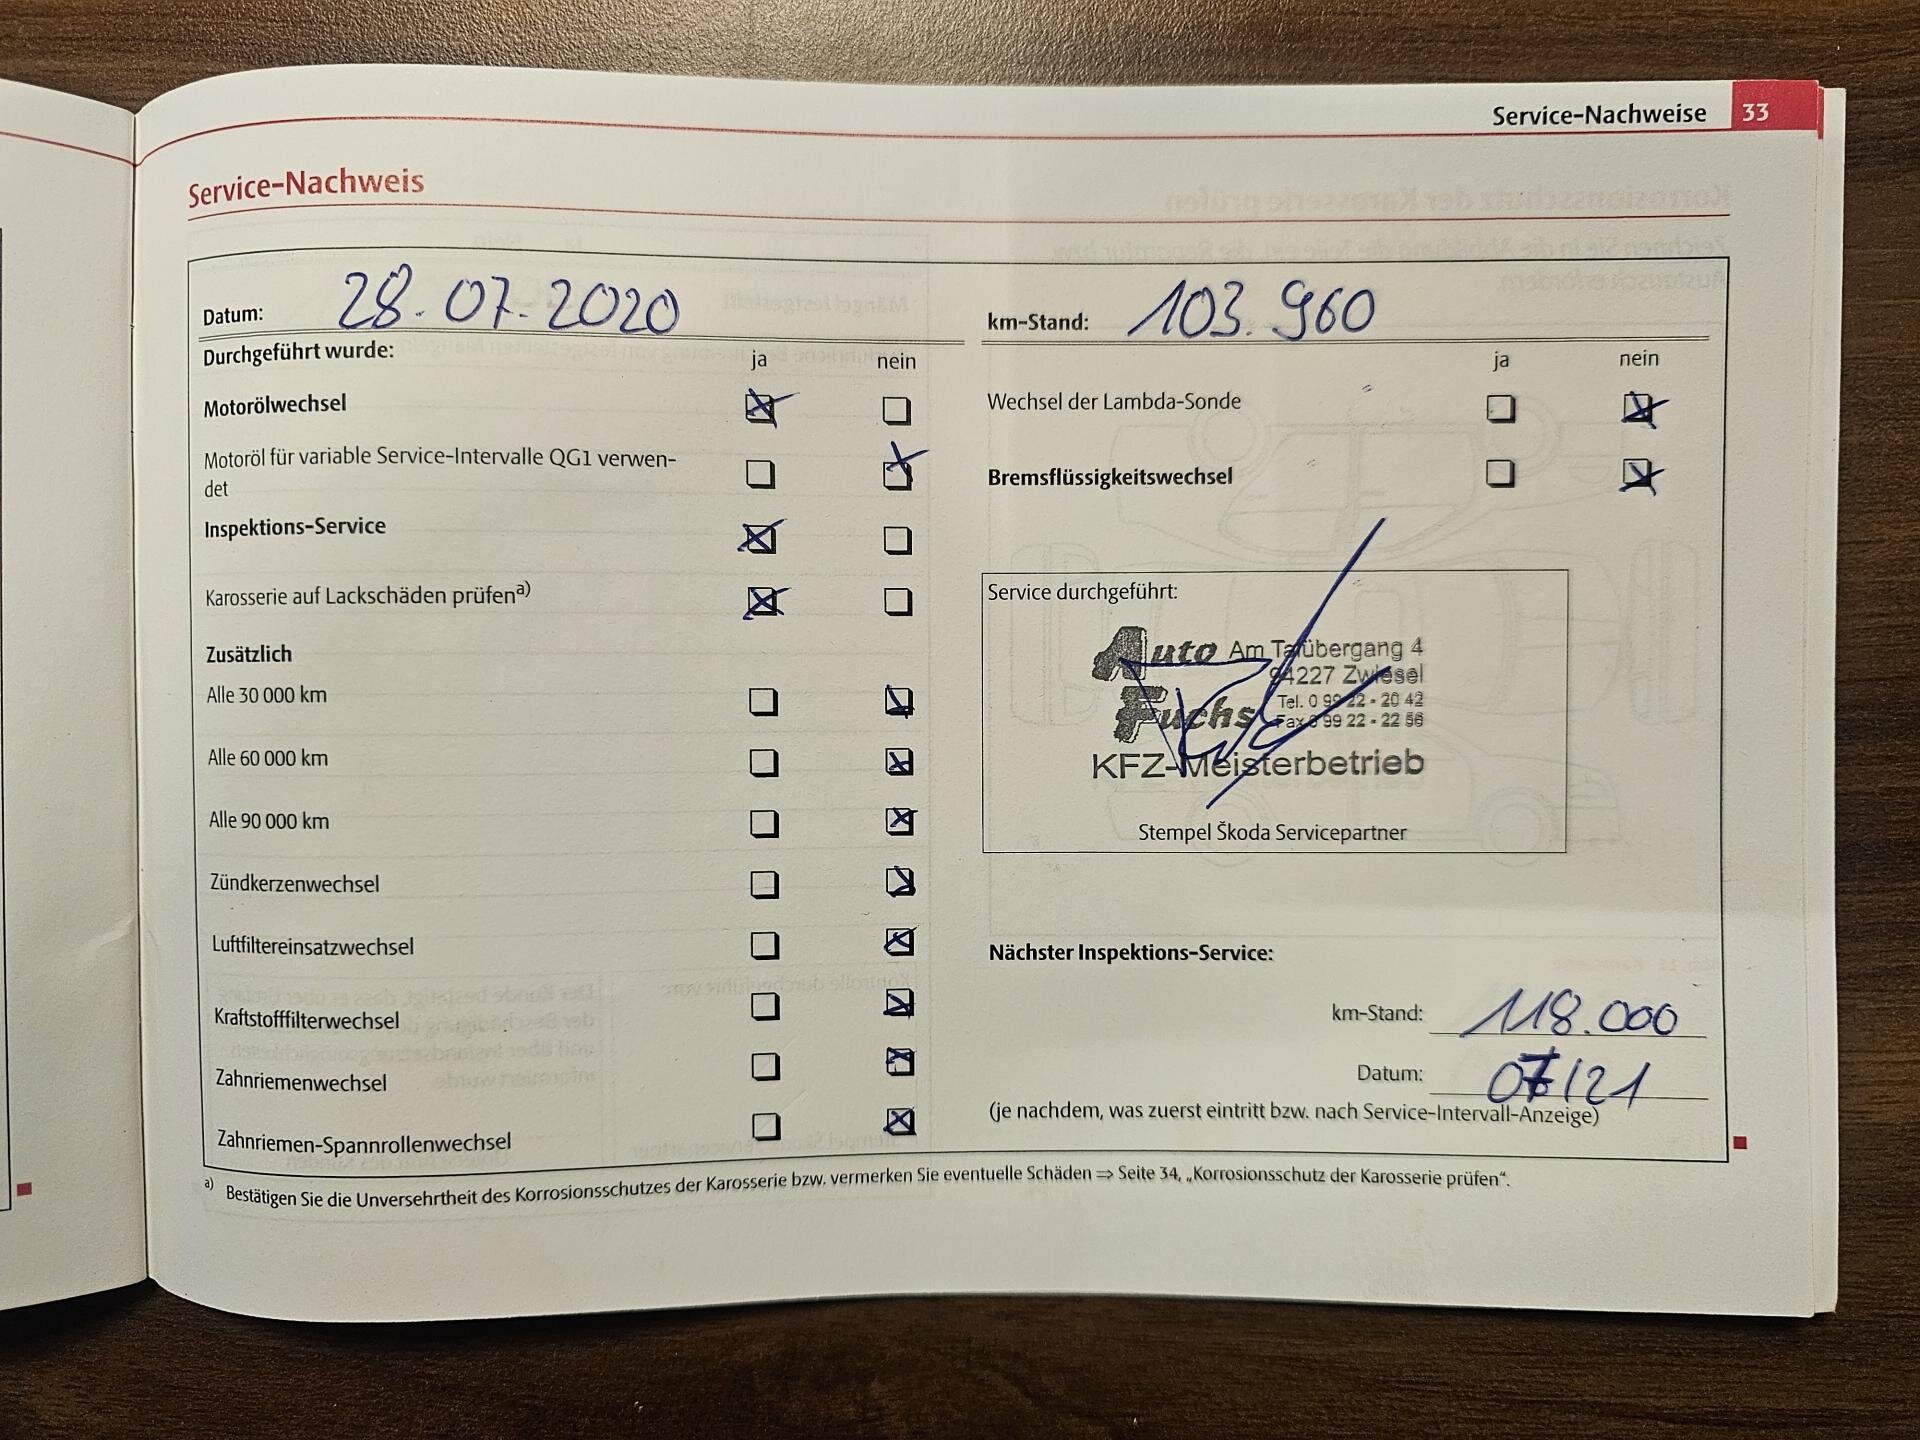 Service-Nachweise 33
Service-Nachweis
Datum: 28.07.2020
Durchgeführt wurde:
ja nein
Motorölwechsel
Motoröl für variable Service-Intervalle QG1 verwen-
det
Inspektions-Service
Karosserie auf Lackschäden prüfen a)
Zusätzlich
Alle 30 000 km
Alle 60 000 km
Alle 90 000 km
Zündkerzenwechsel
Luftfiltereinsatzwechsel
Kraftstofffilterwechsel
Zahnriemenwechsel
Zahnriemen-Spannrollenwechsel
km-Stand: 103.960
ja nein
Wechsel der Lambda-Sonde
Bremsflüssigkeitswechsel
Service durchgeführt:
Auto Am Tafübergang 4
94227 Zwiesel
Fuchs Tel. 0 99 22 - 20 42
Fax 0 99 22 - 22 56
KFZ-Meisterbetrieb
Stempel Škoda Servicepartner
Nächster Inspektions-Service:
km-Stand: 118.000
Datum: 07/21
(je nachdem, was zuerst eintritt bzw. nach Service-Intervall-Anzeige)
a) Bestätigen Sie die Unversehrtheit des Korrosionsschutzes der Karosserie bzw. vermerken Sie eventuelle Schäden ⇒ Seite 34, „Korrosionsschutz der Karosserie prüfen“.